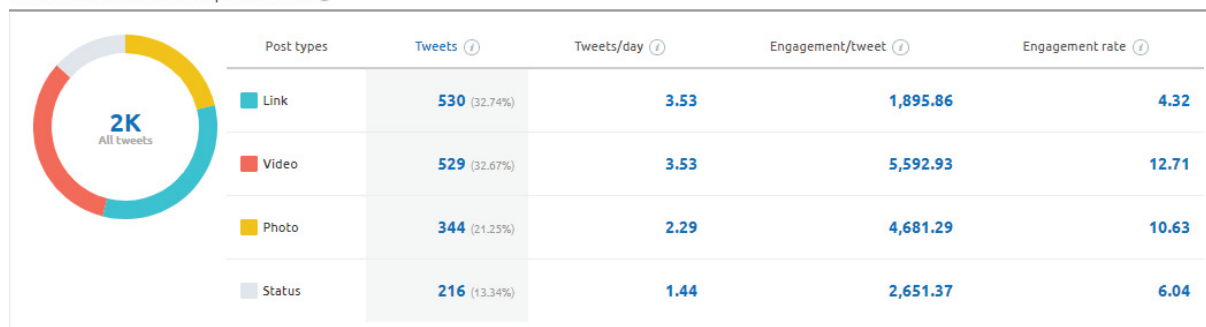 2K
All tweets
Post types Tweets Tweets/day Engagement/tweet Engagement rate
Link 530 (32.74%) 3.53 1,895.86 4.32
Video 529 (32.67%) 3.53 5,592.93 12.71
Photo 344 (21.25%) 2.29 4,681.29 10.63
Status 216 (13.34%) 1.44 2,651.37 6.04